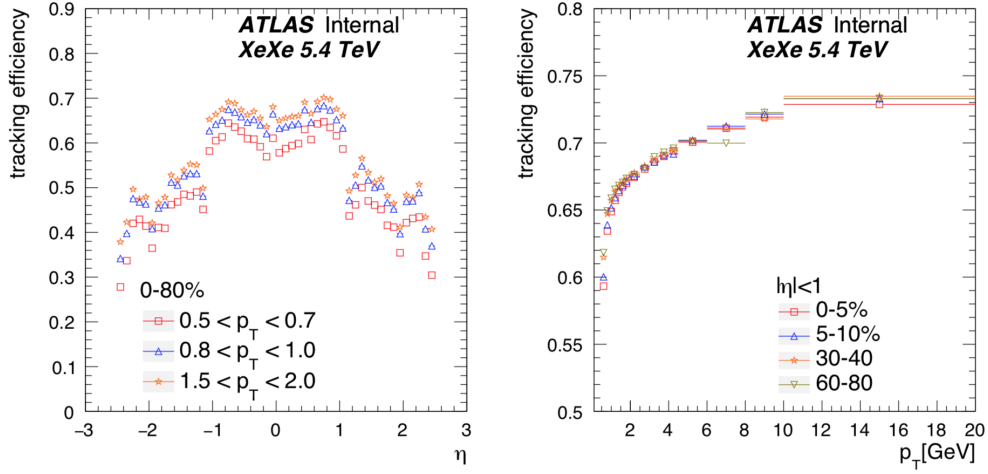 ATLAS Internal
XeXe 5.4 TeV
tracking efficiency
0.9
0.8
0.7
0.6
0.5
0.4
0.3
0.2
0.1
0
0-80%
0.5 < p_T < 0.7
0.8 < p_T < 1.0
1.5 < p_T < 2.0
−3 −2 −1 0 1 2 3
η
ATLAS Internal
XeXe 5.4 TeV
tracking efficiency
0.8
0.75
0.7
0.65
0.6
0.55
0.5
|η|<1
0-5%
5-10%
30-40
60-80
2 4 6 8 10 12 14 16 18 20
p_T[GeV]